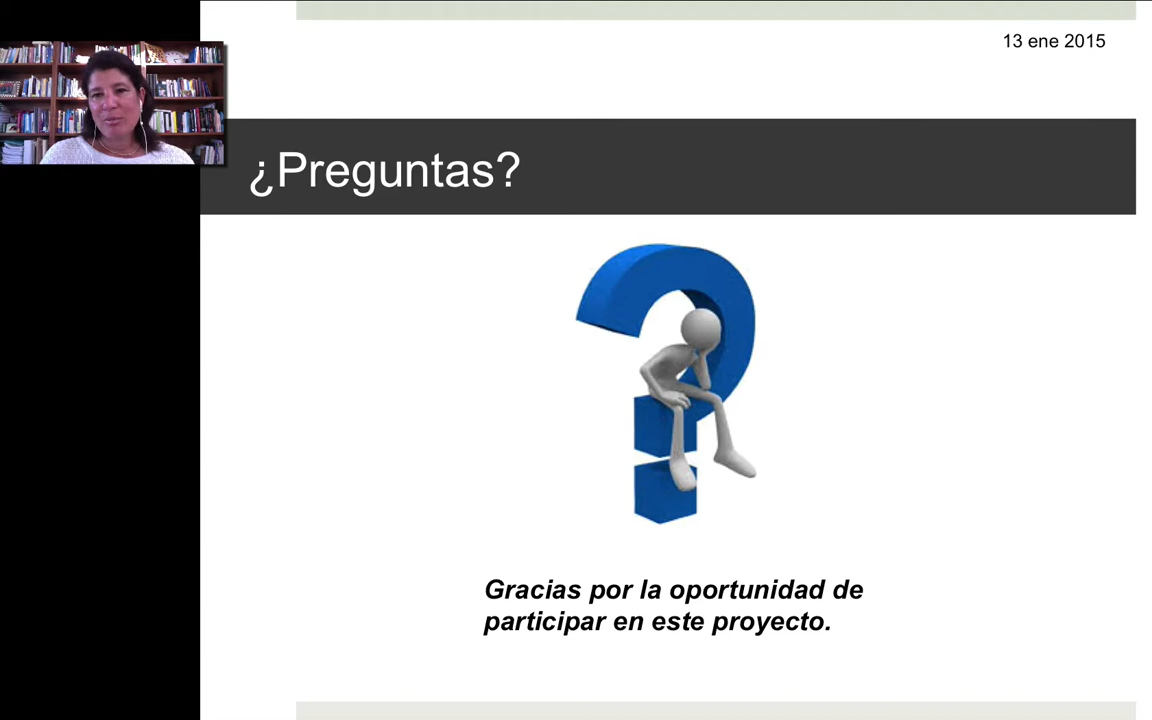 13 ene 2015
¿Preguntas?
Gracias por la oportunidad de
participar en este proyecto.